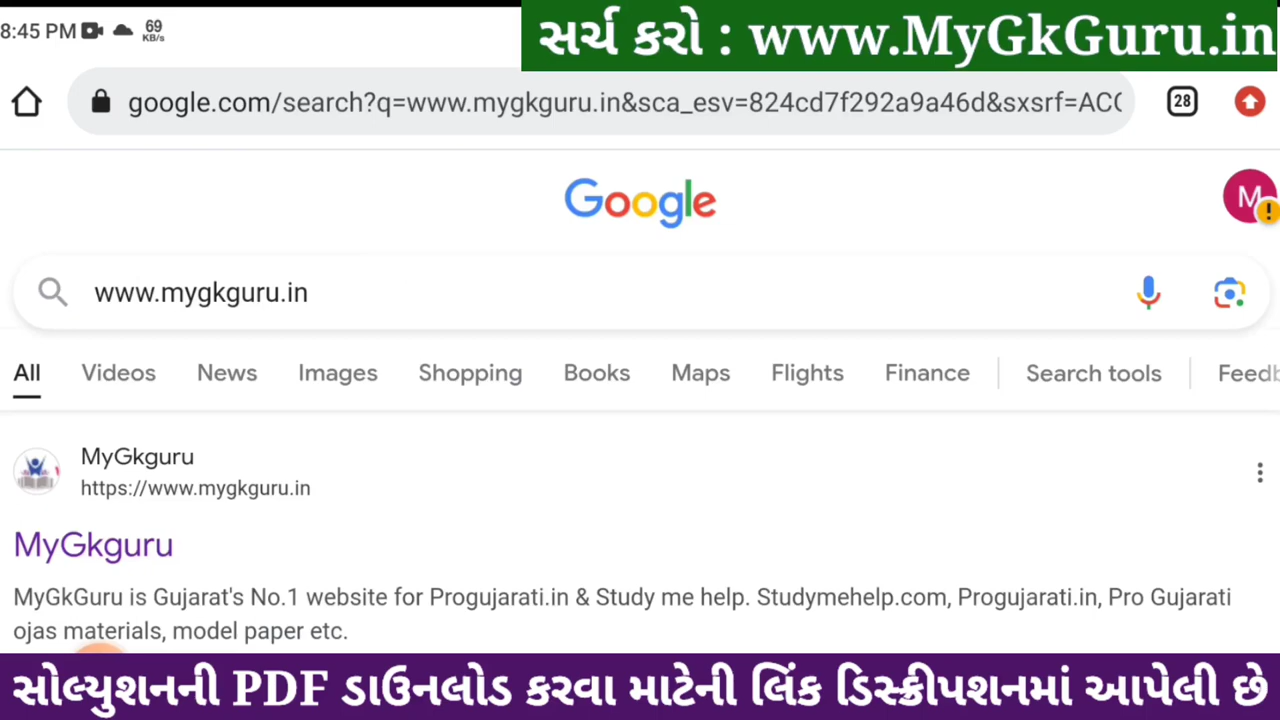 8:45 PM 69 KB/s
સર્ચ કરો : www.MyGkGuru.in
google.com/search?q=www.mygkguru.in&sca_esv=824cd7f292a9a46d&sxsrf=AC
28
Google
M
www.mygkguru.in
All Videos News Images Shopping Books Maps Flights Finance Search tools Feedb
MyGkguru
https://www.mygkguru.in
MyGkguru
MyGkGuru is Gujarat's No.1 website for Progujarati.in & Study me help. Studymehelp.com, Progujarati.in, Pro Gujarati
ojas materials, model paper etc.
સોલ્યુશનની PDF ડાઉનલોડ કરવા માટેની લિંક ડિસ્ક્રીપશનમાં આપેલી છે